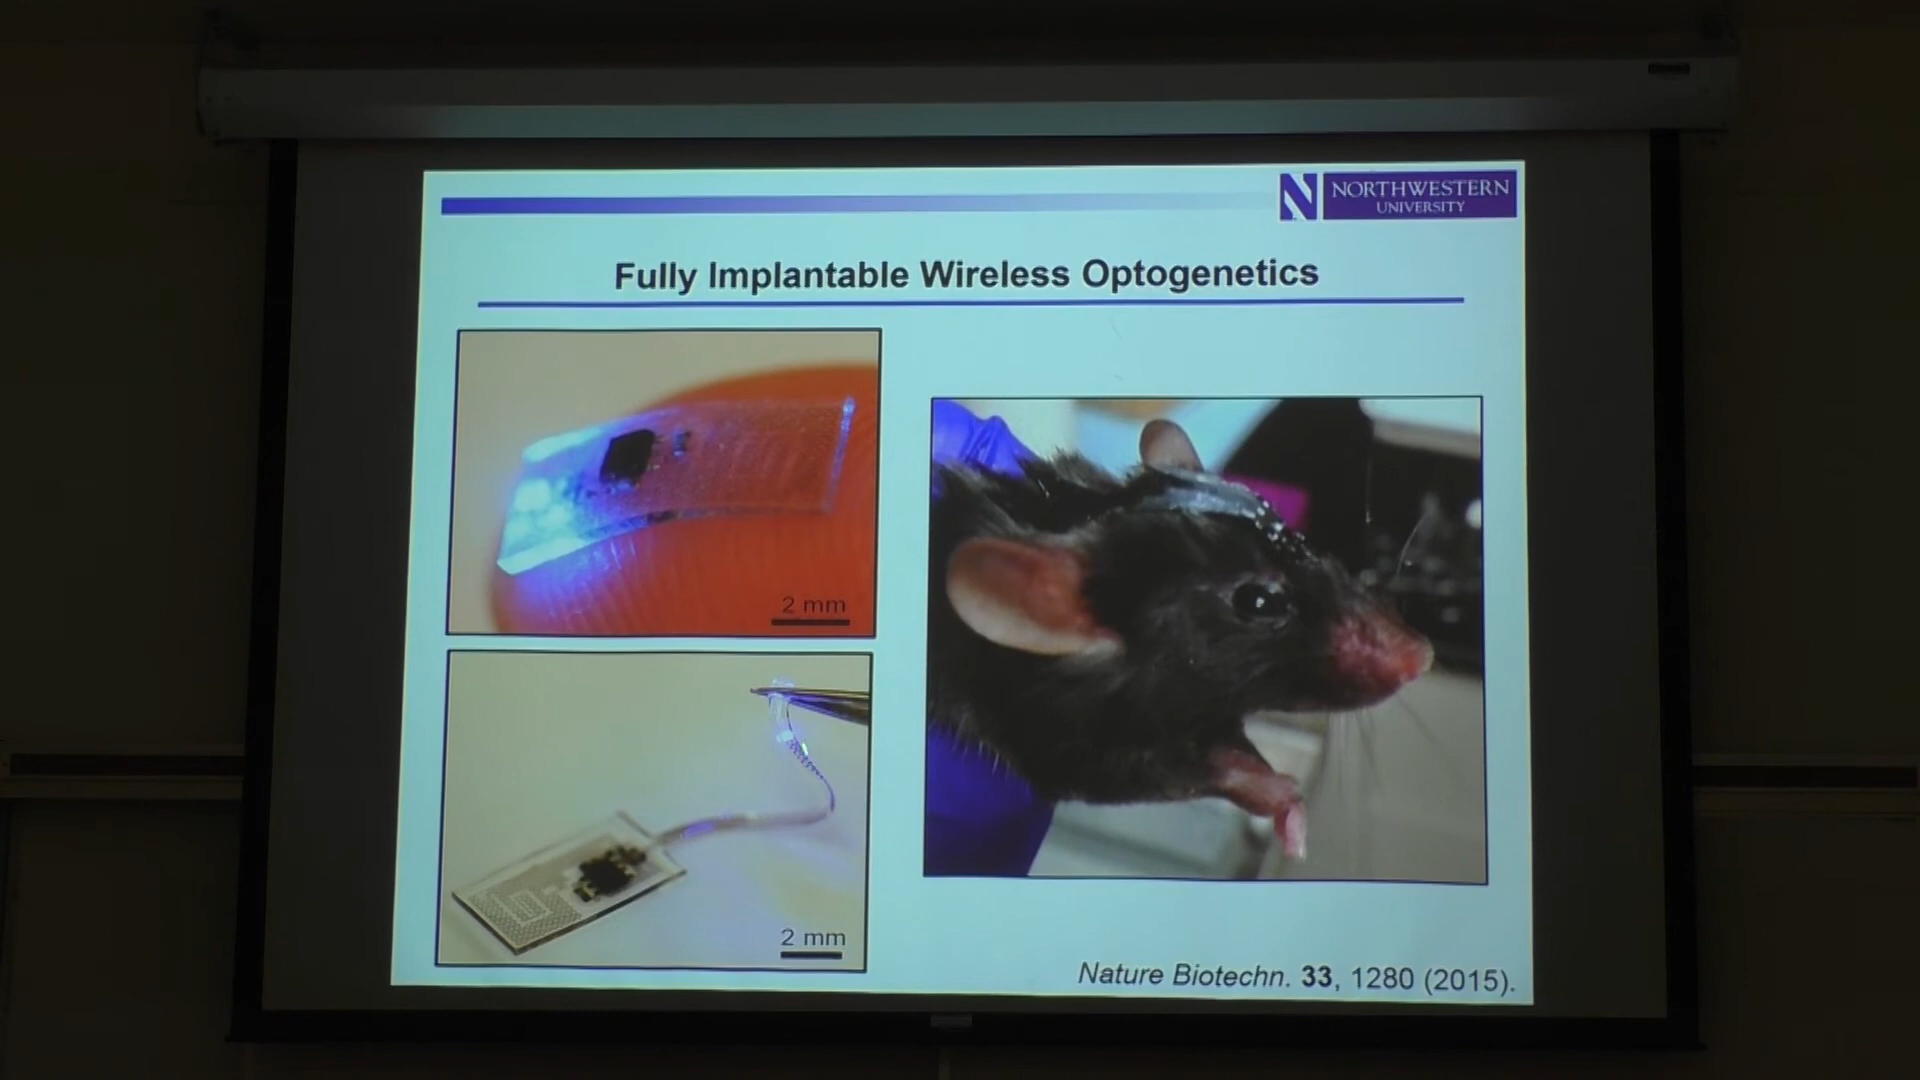 NORTHWESTERN
UNIVERSITY
Fully Implantable Wireless Optogenetics
2 mm
2 mm
Nature Biotechn. 33, 1280 (2015).